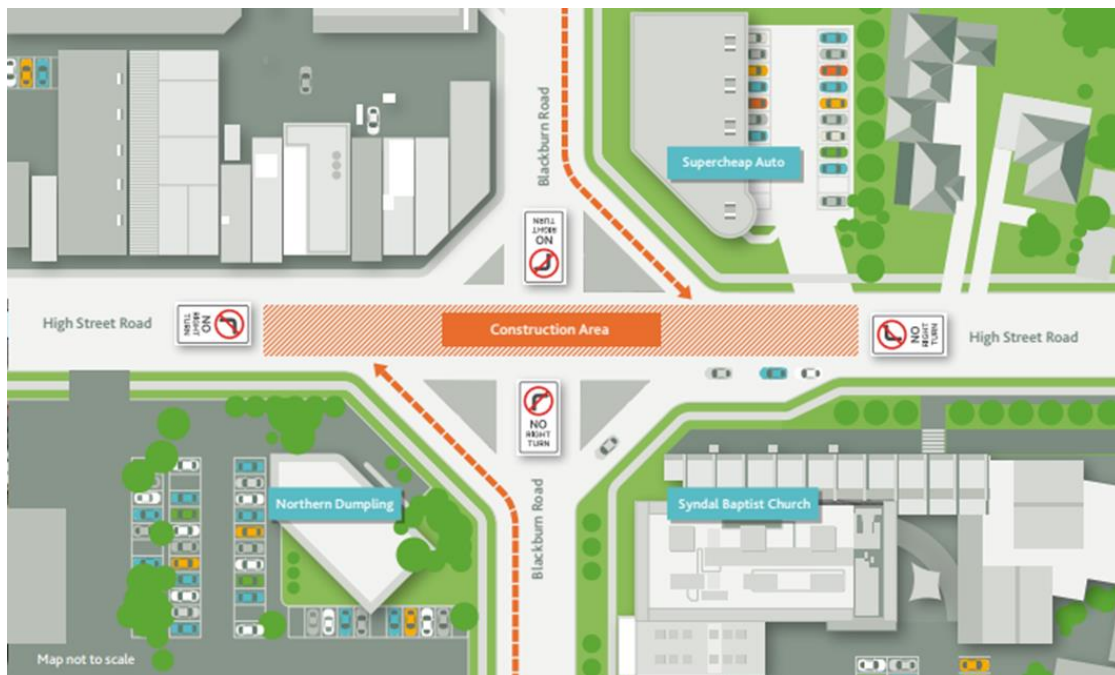 Blackburn Road
Supercheap Auto
NO
RIGHT
TURN
High Street Road
NO
RIGHT
TURN
Construction Area
NO
RIGHT
TURN
High Street Road
NO
RIGHT
TURN
Northern Dumpling
Syndal Baptist Church
Blackburn Road
Map not to scale